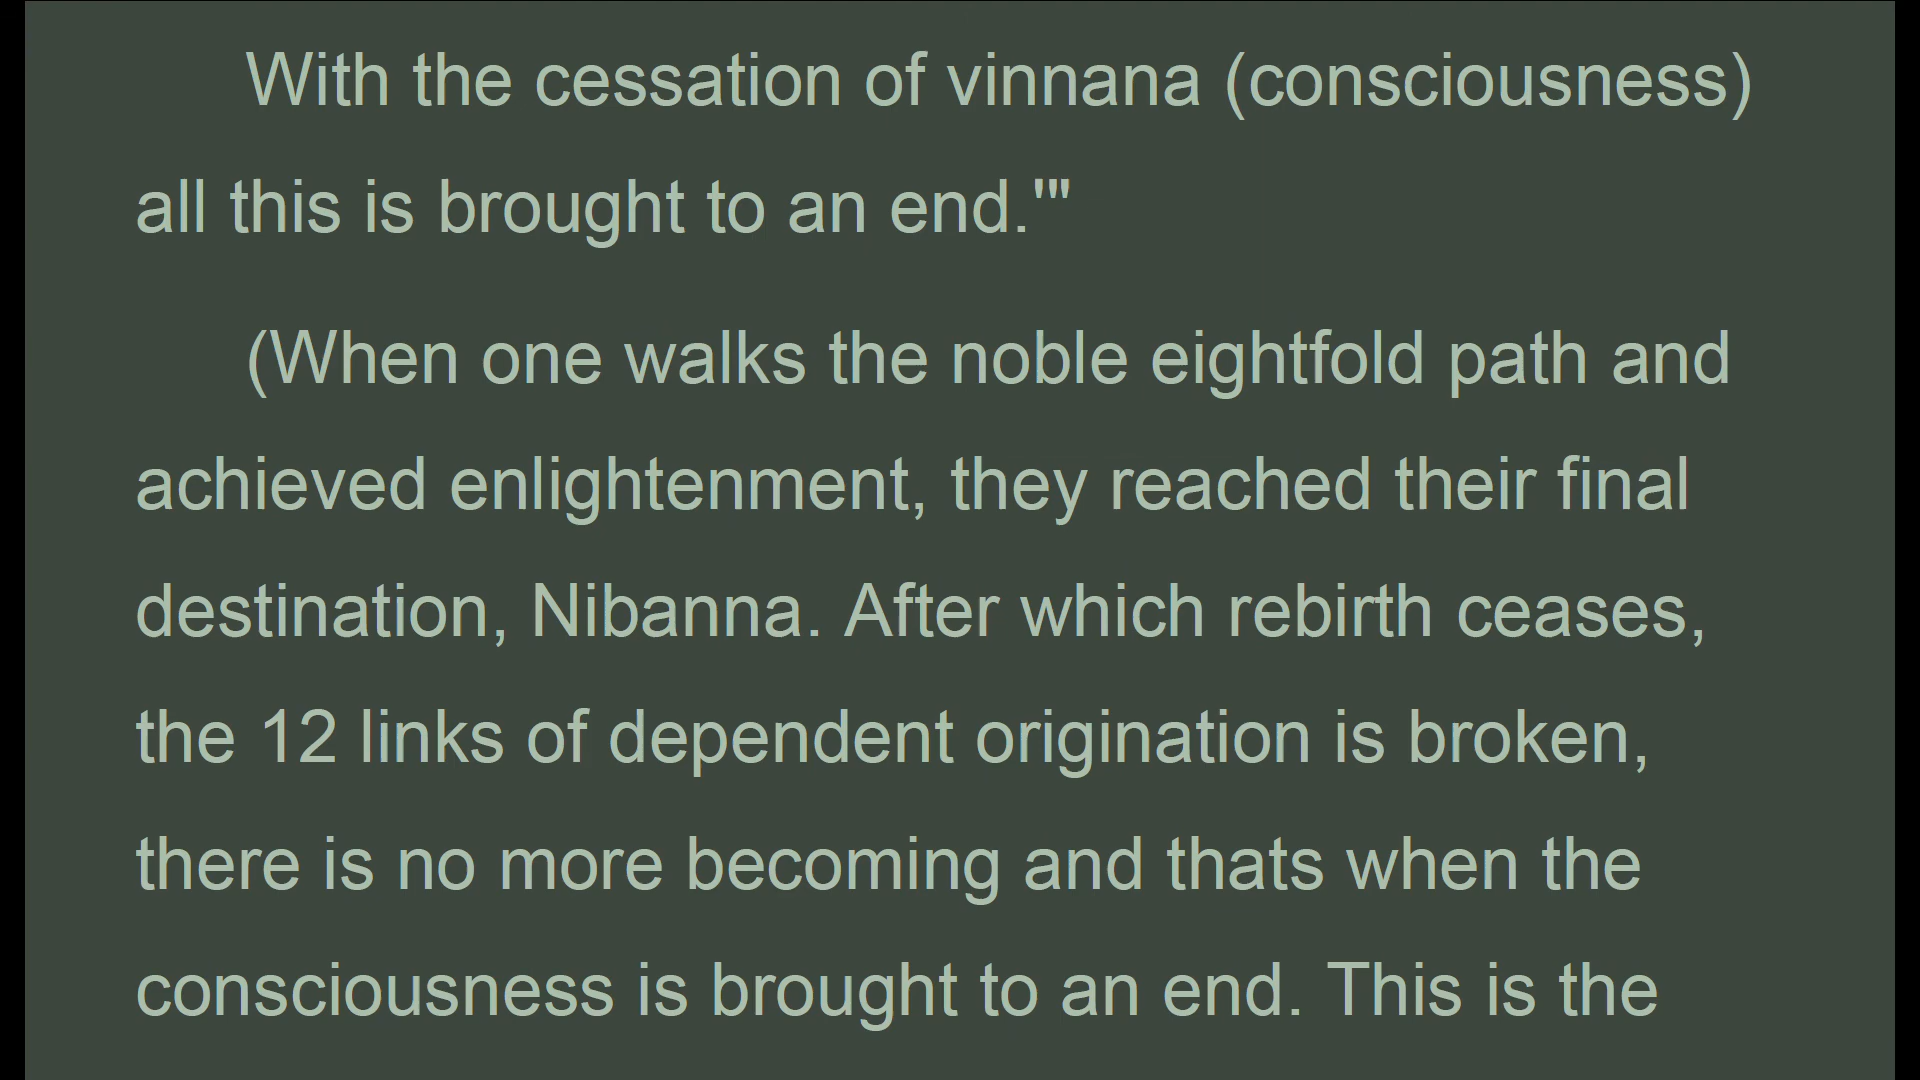 With the cessation of vinnana (consciousness)
all this is brought to an end.'"
(When one walks the noble eightfold path and
achieved enlightenment, they reached their final
destination, Nibanna. After which rebirth ceases,
the 12 links of dependent origination is broken,
there is no more becoming and thats when the
consciousness is brought to an end. This is the